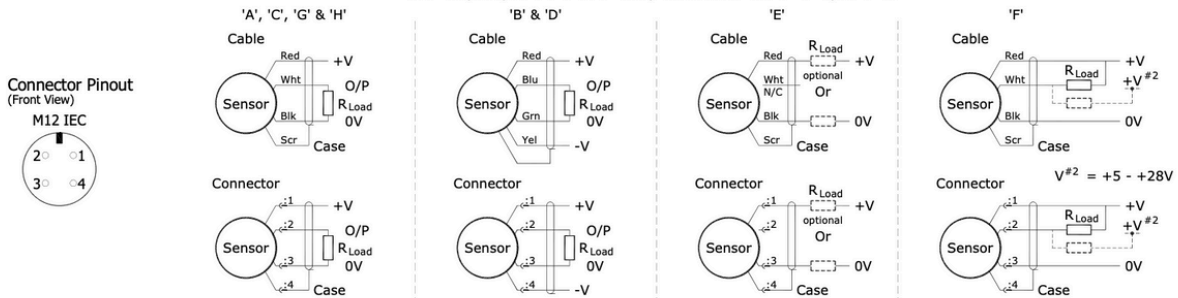 'A', 'C', 'G' & 'H'
'B' & 'D'
'E'
'F'
Connector Pinout
(Front View)
M12 IEC
2
1
3
4
Cable
Red
+V
Wht
O/P
Sensor
R Load
Blk
0V
Scr
Case
Cable
Red
+V
Blu
O/P
Sensor
R Load
Grn
0V
Yel
-V
Cable
Red
R Load
+V
Wht
optional
N/C
Or
Sensor
Blk
0V
Scr
Case
Cable
Red
+V
Wht
R Load
+V #2
Sensor
Blk
0V
Scr
Case
V#2 = +5 - +28V
Connector
:1
+V
:2
O/P
Sensor
R Load
:3
0V
:4
Case
Connector
:1
+V
:2
O/P
Sensor
R Load
:3
0V
:4
-V
Connector
:1
R Load
+V
:2
optional
Or
Sensor
:3
0V
:4
Case
Connector
:1
+V
:2
R Load
+V #2
Sensor
:3
0V
:4
Case